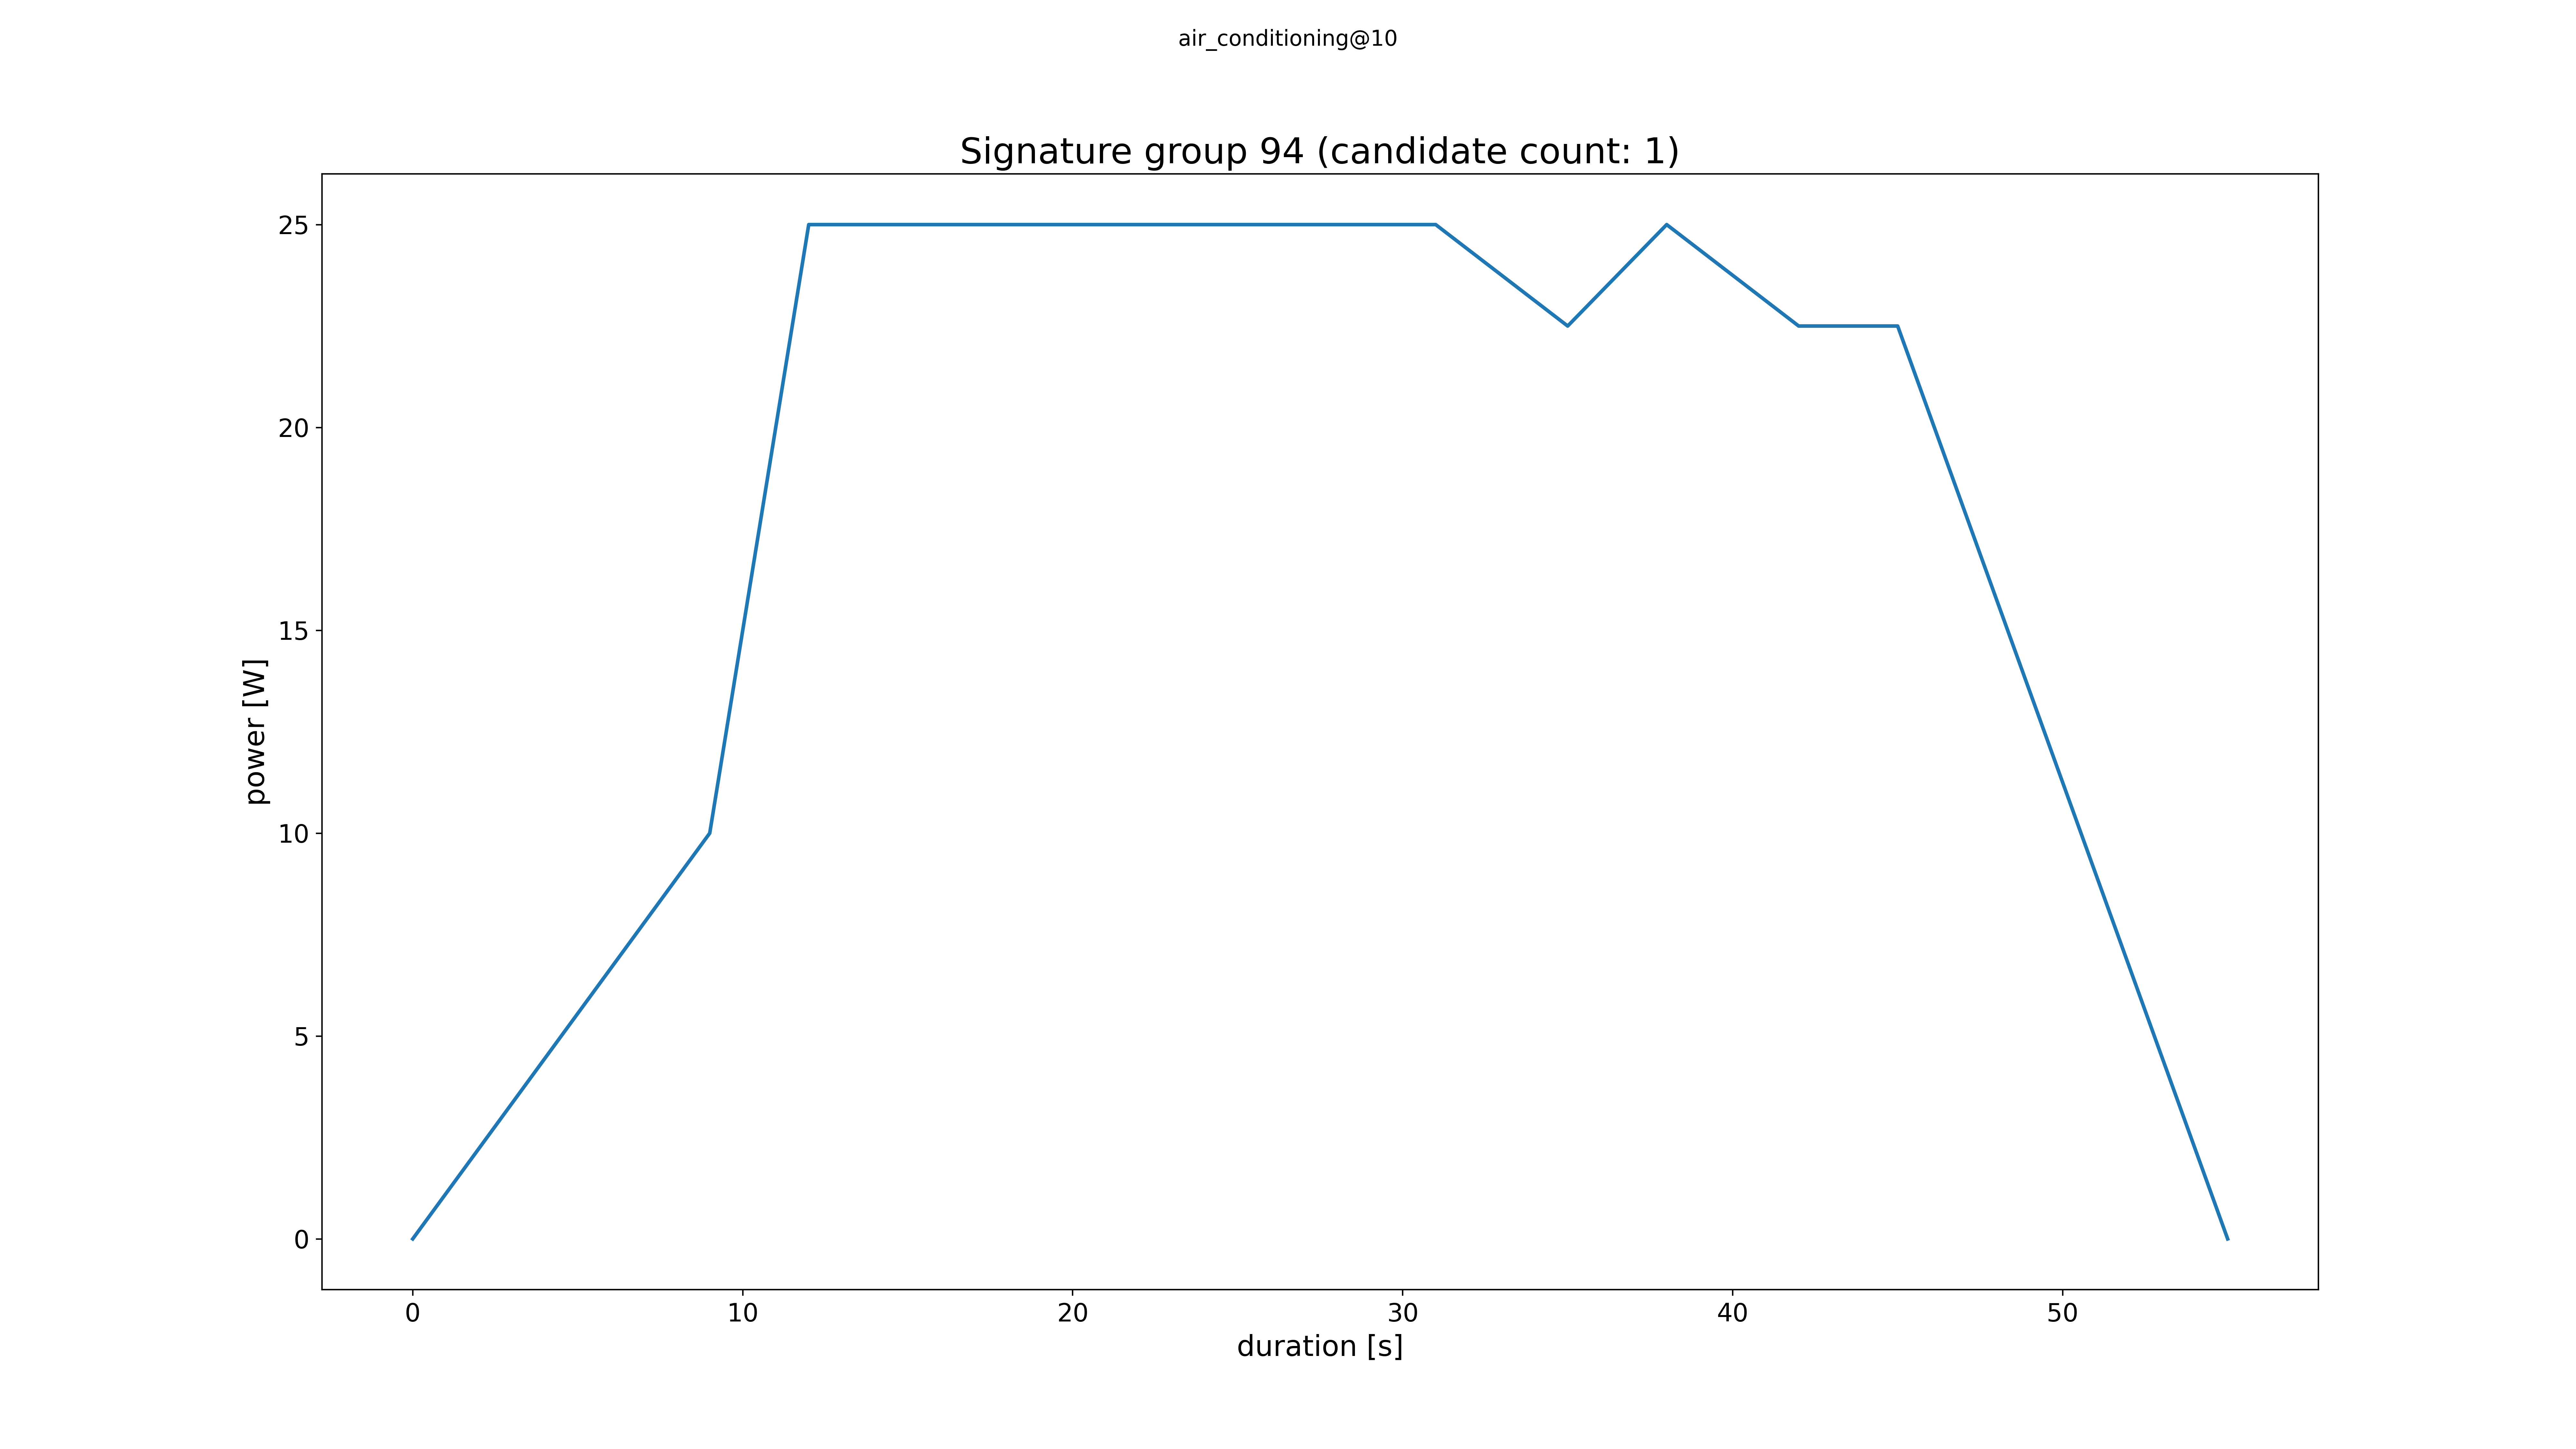 air_conditioning@10
Signature group 94 (candidate count: 1)
25
20
15
10
5
0
power [W]
0 10 20 30 40 50
duration [s]